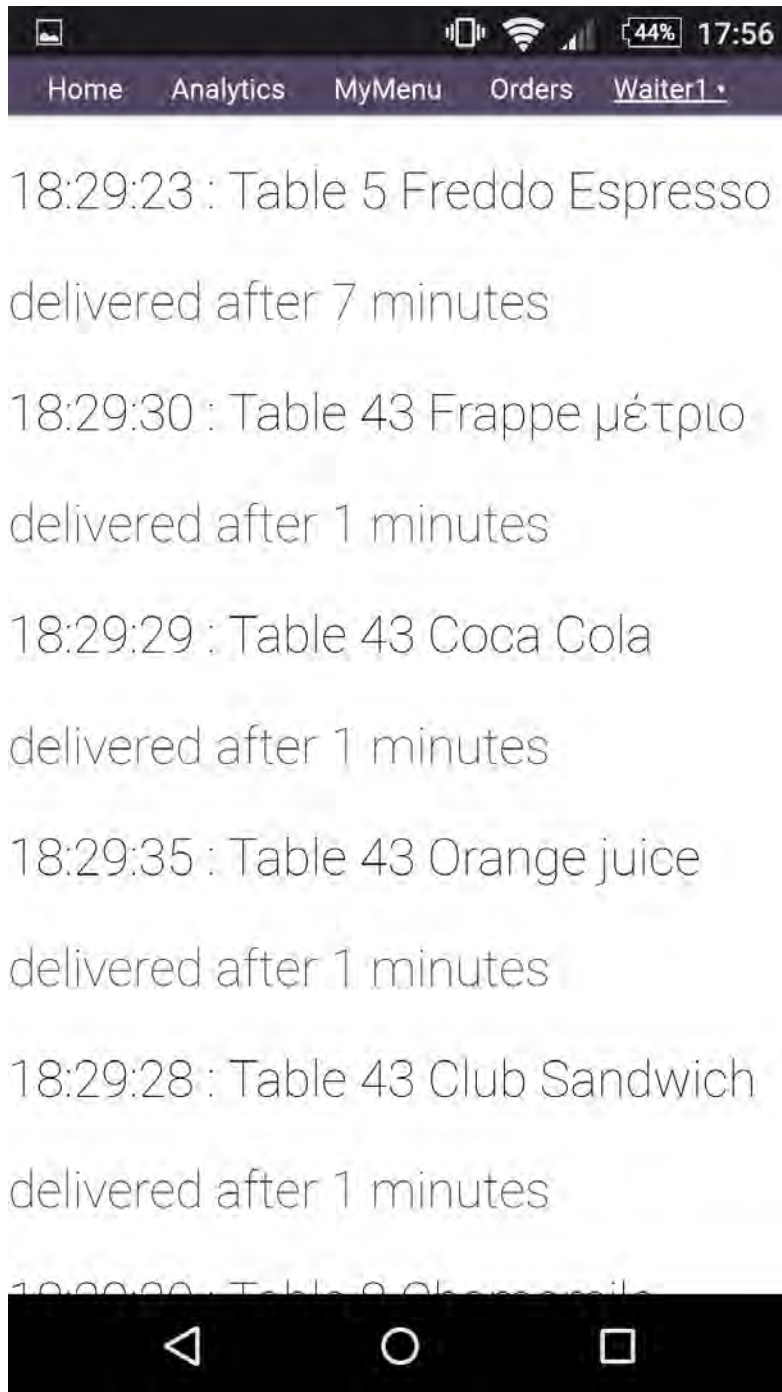 44% 17:56
Home Analytics MyMenu Orders Waiter1
18:29:23 : Table 5 Freddo Espresso
delivered after 7 minutes
18:29:30 : Table 43 Frappe μέτριο
delivered after 1 minutes
18:29:29 : Table 43 Coca Cola
delivered after 1 minutes
18:29:35 : Table 43 Orange juice
delivered after 1 minutes
18:29:28 : Table 43 Club Sandwich
delivered after 1 minutes
Table